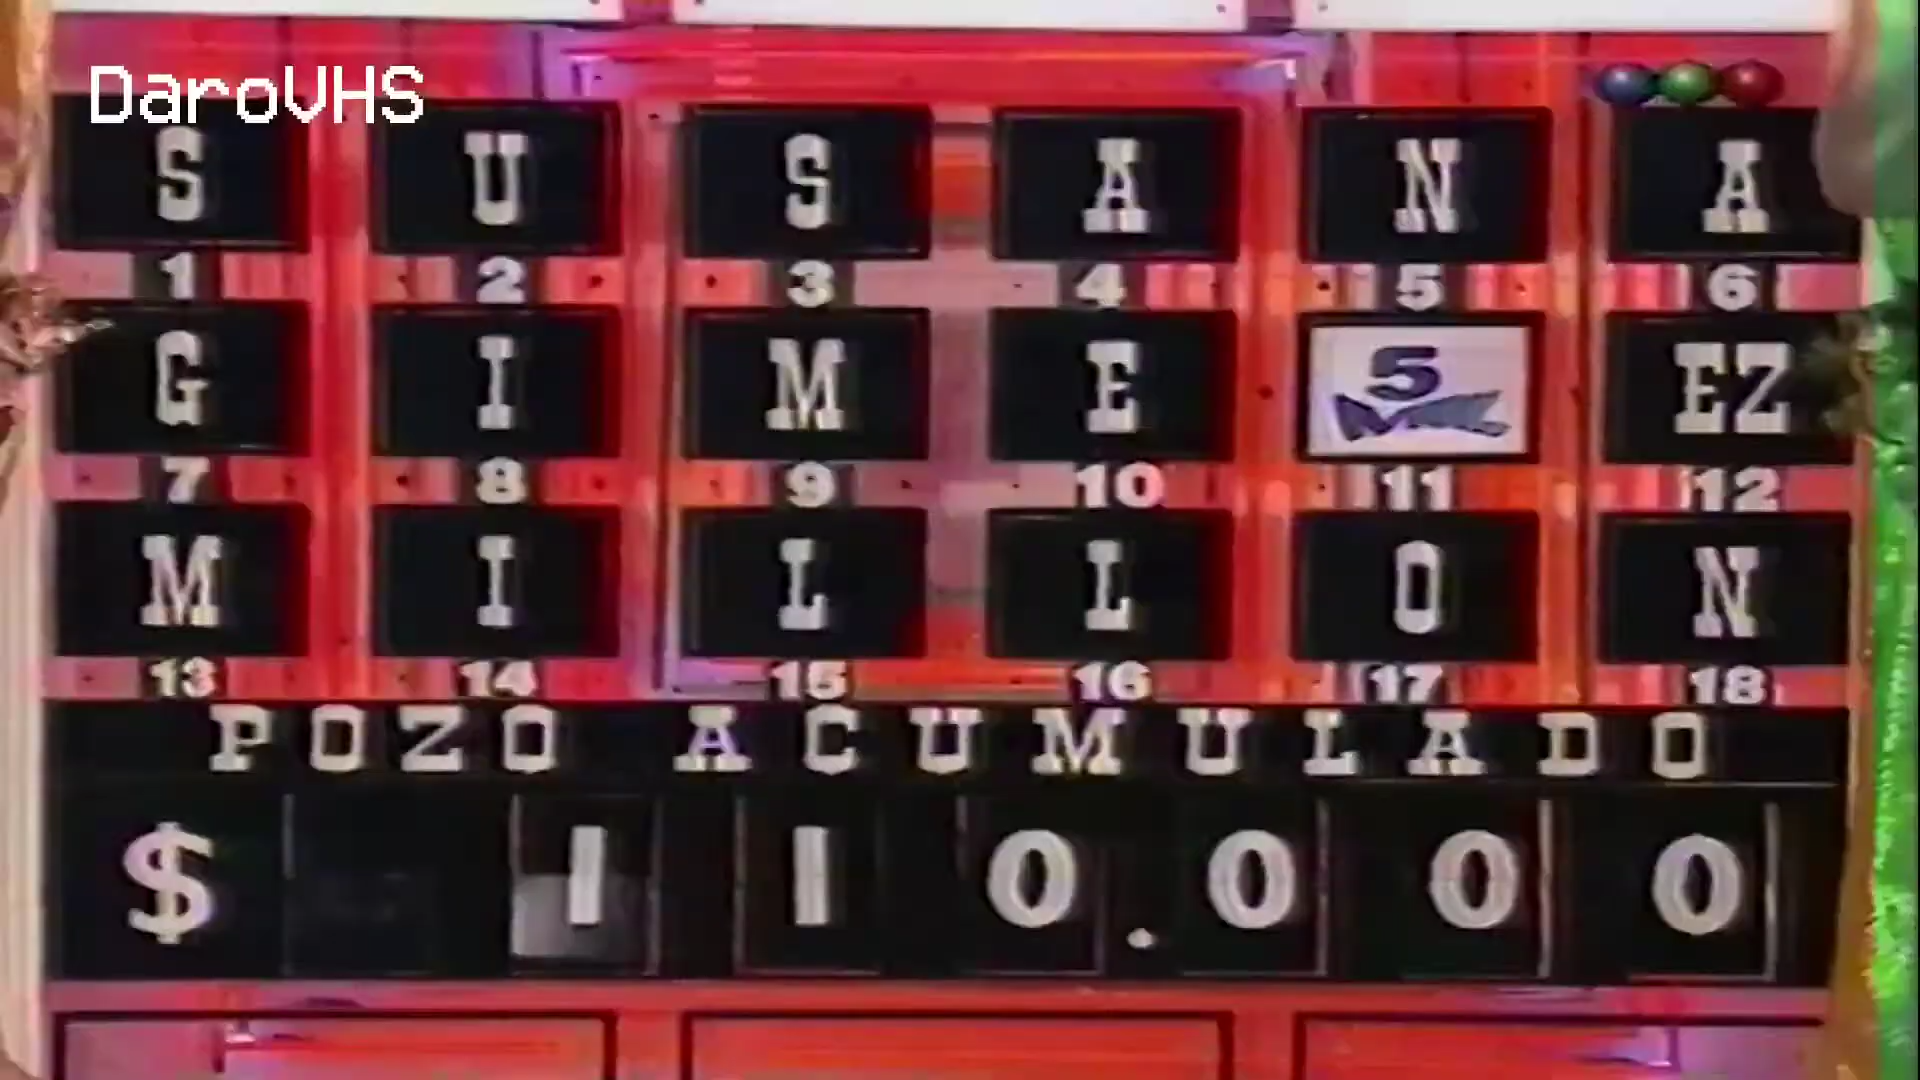 DaroVHS
S U S A N A
1 2 3 4 5 6
G I M E 5 MIL EZ
7 8 9 10 11 12
M I L L O N
13 14 15 16 17 18
POZO ACUMULADO
$ 110.000